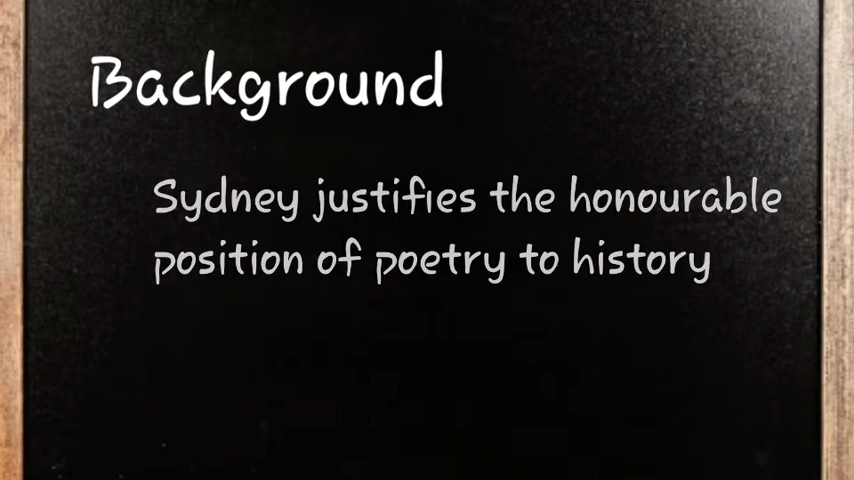 Background
Sydney justifies the honourable
position of poetry to history